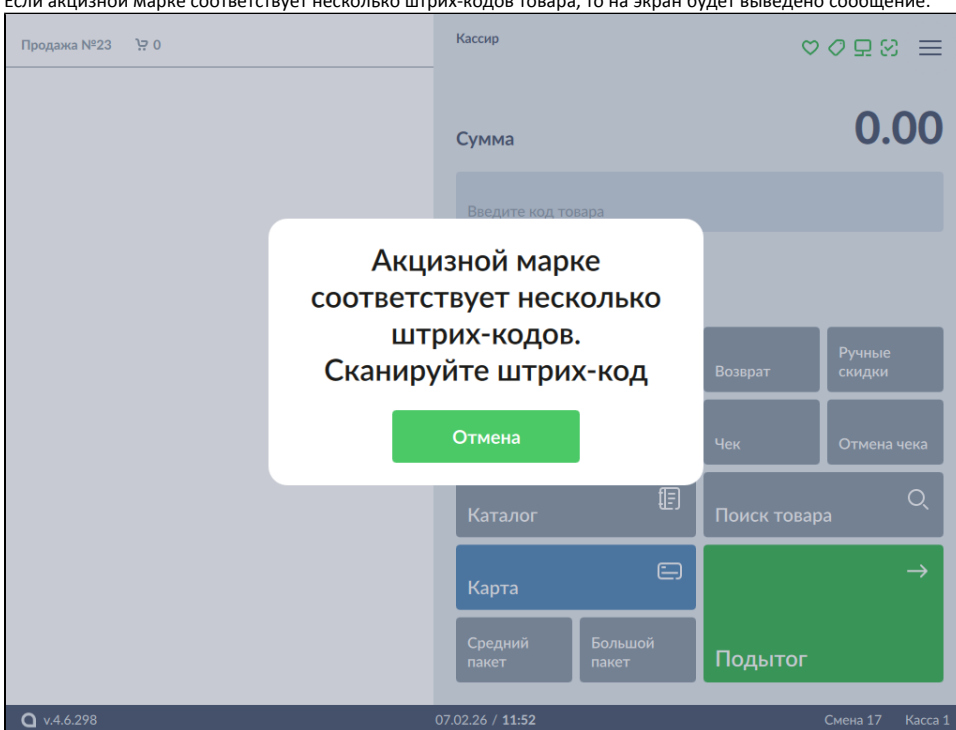 Если акцизной марке соответствует несколько штрих-кодов товара, то на экран будет выведено сообщение:
Продажа №23 0
Кассир
Сумма
0.00
Введите код товара
Акцизной марке
соответствует несколько
штрих-кодов.
Сканируйте штрих-код
Отмена
Возврат
Ручные
скидки
Чек
Отмена чека
Каталог
Поиск товара
Карта
Средний
пакет
Большой
пакет
Подытог
v.4.6.298
07.02.26 / 11:52
Смена 17
Касса 1